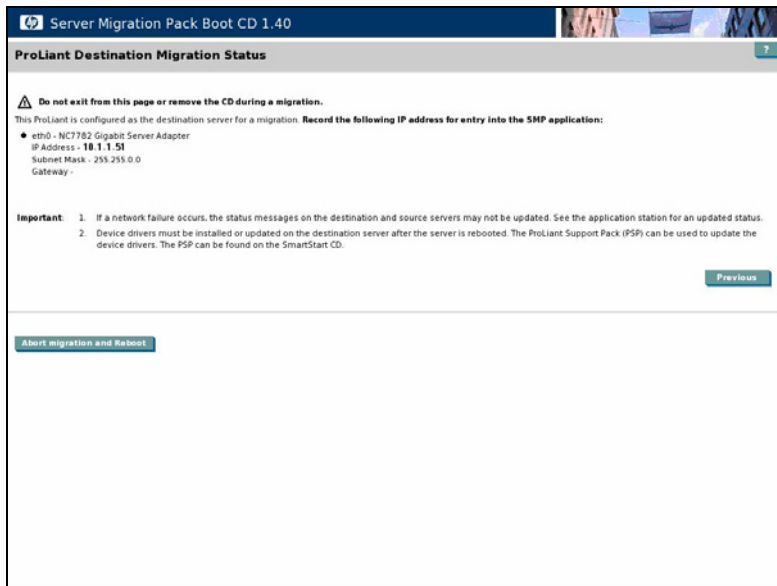 hp Server Migration Pack Boot CD 1.40
ProLiant Destination Migration Status
?
Do not exit from this page or remove the CD during a migration.
This ProLiant is configured as the destination server for a migration. Record the following IP address for entry into the SMP application:
eth0 - NC7782 Gigabit Server Adapter
IP Address - 10.1.1.51
Subnet Mask - 255.255.0.0
Gateway -
Important: 1. If a network failure occurs, the status messages on the destination and source servers may not be updated. See the application station for an updated status.
2. Device drivers must be installed or updated on the destination server after the server is rebooted. The ProLiant Support Pack (PSP) can be used to update the
device drivers. The PSP can be found on the SmartStart CD.
Previous
Abort migration and Reboot